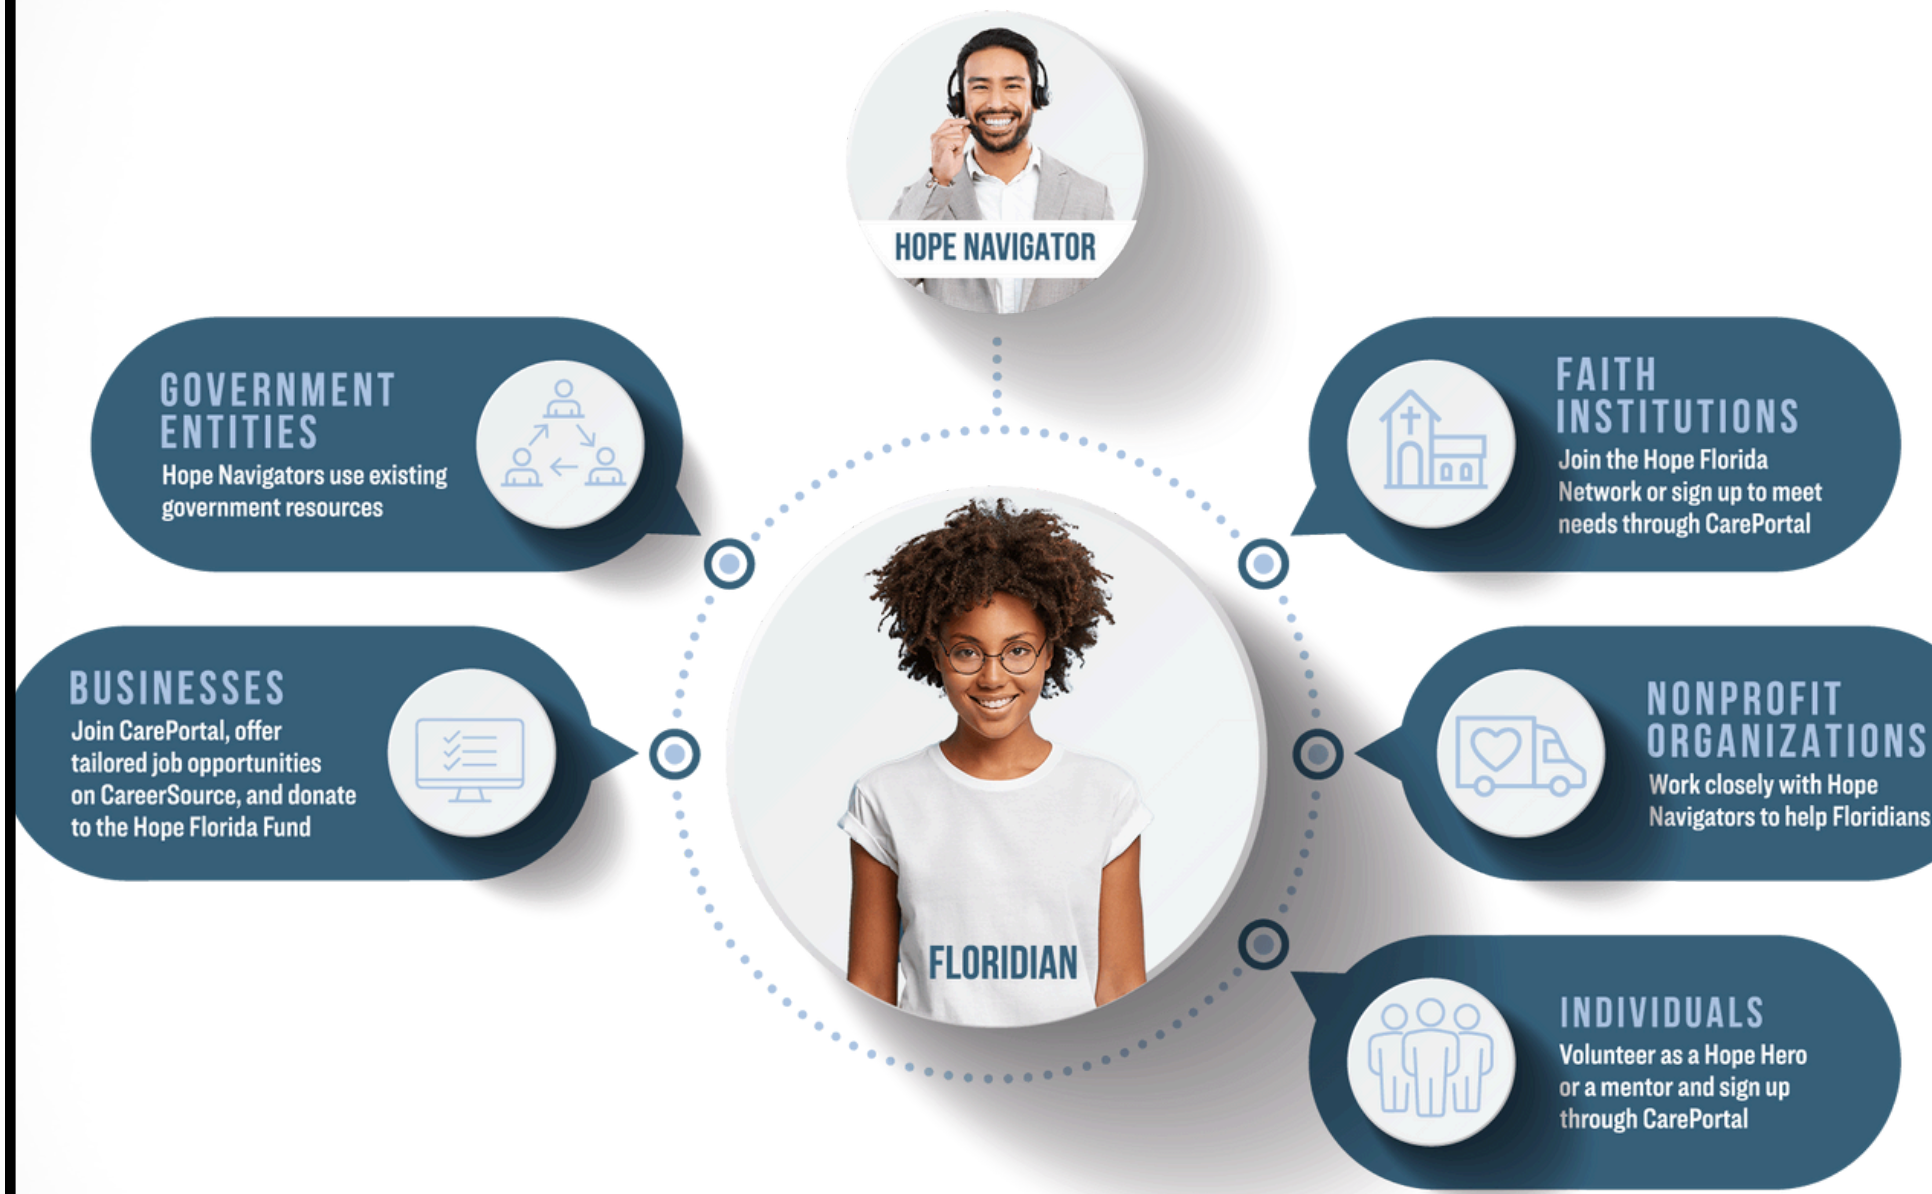 HOPE NAVIGATOR
GOVERNMENT
ENTITIES
Hope Navigators use existing
government resources
FAITH
INSTITUTIONS
Join the Hope Florida
Network or sign up to meet
needs through CarePortal
BUSINESSES
Join CarePortal, offer
tailored job opportunities
on CareerSource, and donate
to the Hope Florida Fund
NONPROFIT
ORGANIZATIONS
Work closely with Hope
Navigators to help Floridians
FLORIDIAN
INDIVIDUALS
Volunteer as a Hope Hero
or a mentor and sign up
through CarePortal